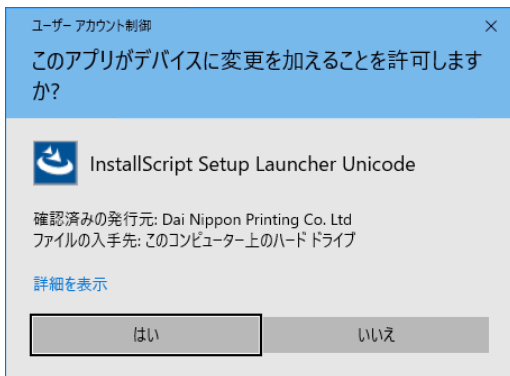 ユーザー アカウント制御
このアプリがデバイスに変更を加えることを許可します
か?
InstallScript Setup Launcher Unicode
確認済みの発行元: Dai Nippon Printing Co. Ltd
ファイルの入手先: このコンピューター上のハード ドライブ
詳細を表示
はい
いいえ